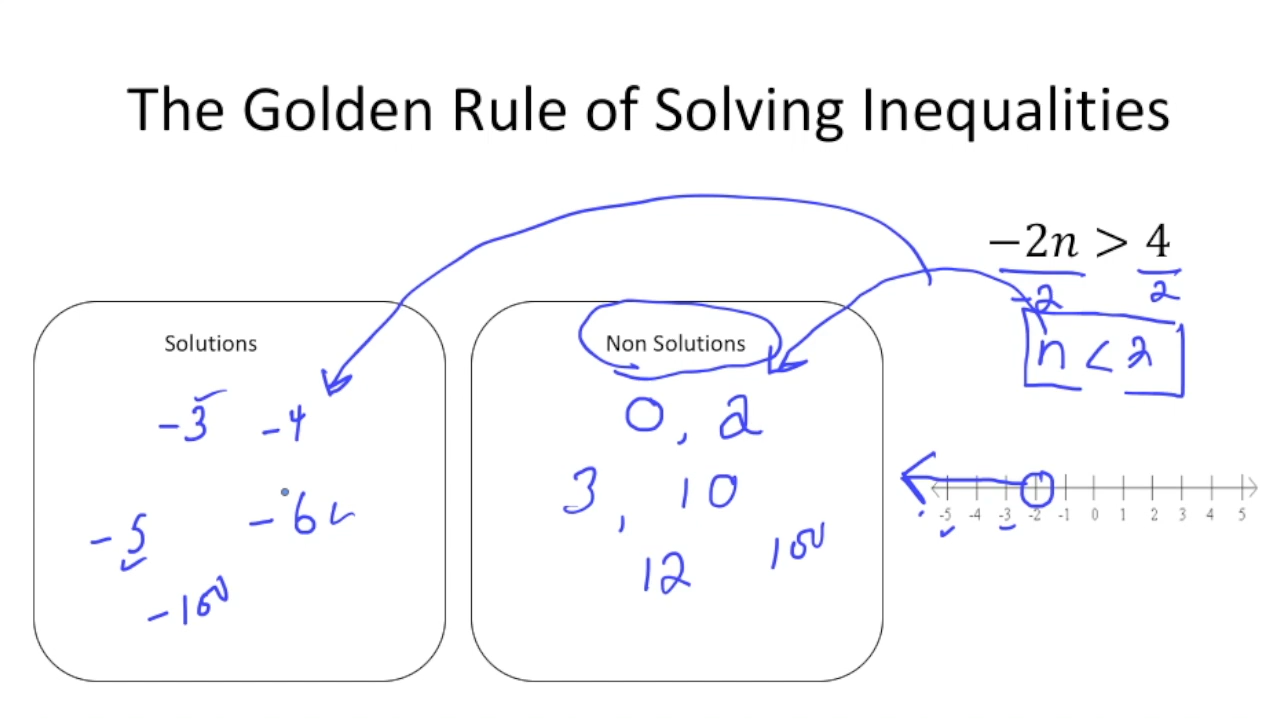 The Golden Rule of Solving Inequalities
−2n > 4
-2 2
n < 2
Solutions
-3 -4
-5 -6
-100
Non Solutions
0, 2
3, 10
12 100
-5 -4 -3 -2 -1 0 1 2 3 4 5